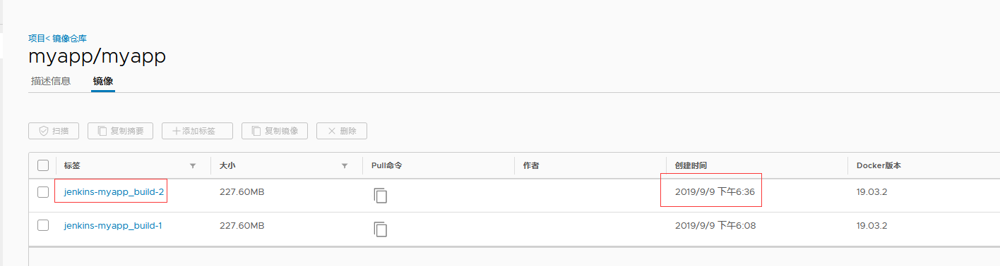 项目< 镜像仓库
myapp/myapp
描述信息 镜像
扫描 复制摘要 +添加标签 复制镜像 × 删除
标签 大小 Pull命令 作者 创建时间 Docker版本
jenkins-myapp_build-2 227.60MB 2019/9/9 下午6:36 19.03.2
jenkins-myapp_build-1 227.60MB 2019/9/9 下午6:08 19.03.2